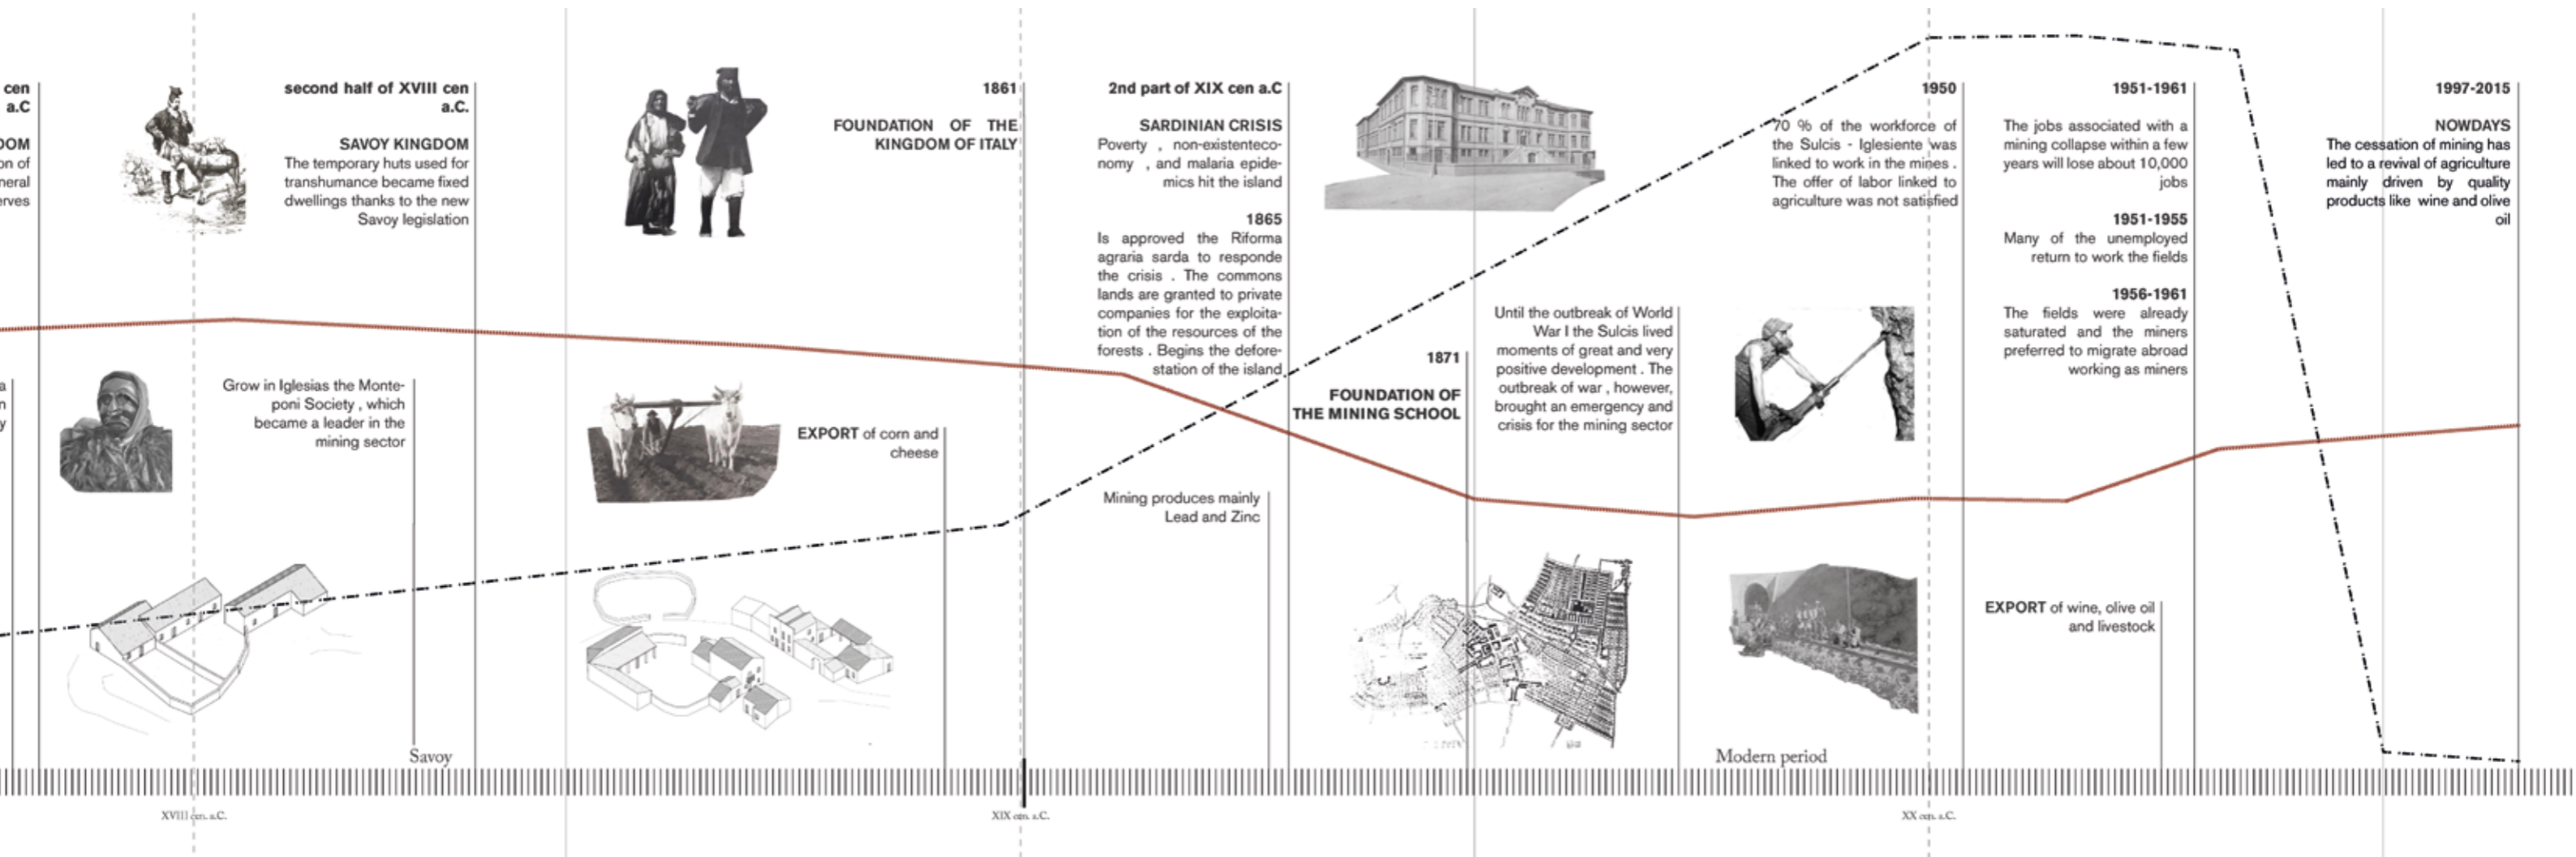 cen
a.C
DOM
on of
neral
erves
a
n
y
second half of XVIII cen
a.C.
SAVOY KINGDOM
The temporary huts used for
transhumance became fixed
dwellings thanks to the new
Savoy legislation
Grow in Iglesias the Monte-
poni Society , which
became a leader in the
mining sector
Savoy
1861
FOUNDATION OF THE
KINGDOM OF ITALY
EXPORT of corn and
cheese
2nd part of XIX cen a.C
SARDINIAN CRISIS
Poverty , non-existenteco-
nomy , and malaria epide-
mics hit the island
1865
Is approved the Riforma
agraria sarda to responde
the crisis . The commons
lands are granted to private
companies for the exploita-
tion of the resources of the
forests . Begins the defore-
station of the island
Mining produces mainly
Lead and Zinc
1871
FOUNDATION OF
THE MINING SCHOOL
Until the outbreak of World
War I the Sulcis lived
moments of great and very
positive development . The
outbreak of war , however,
brought an emergency and
crisis for the mining sector
1950
70 % of the workforce of
the Sulcis - Iglesiente was
linked to work in the mines .
The offer of labor linked to
agriculture was not satisfied
Modern period
1951-1961
The jobs associated with a
mining collapse within a few
years will lose about 10,000
jobs
1951-1955
Many of the unemployed
return to work the fields
1956-1961
The fields were already
saturated and the miners
preferred to migrate abroad
working as miners
EXPORT of wine, olive oil
and livestock
1997-2015
NOWDAYS
The cessation of mining has
led to a revival of agriculture
mainly driven by quality
products like wine and olive
oil
XVIII cen. a.C.
XIX cen. a.C.
XX cen. a.C.